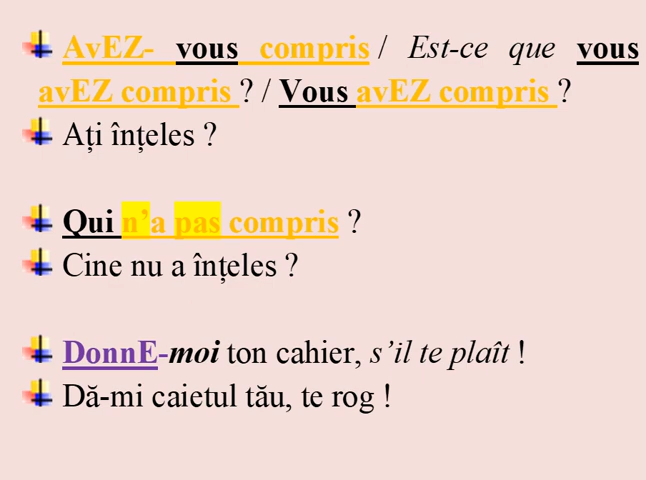 AvEZ- vous compris / Est-ce que vous
avEZ compris ? / Vous avEZ compris ?
Ați înțeles ?
Qui n’a pas compris ?
Cine nu a înțeles ?
DonnE-moi ton cahier, s’il te plaît !
Dă-mi caietul tău, te rog !